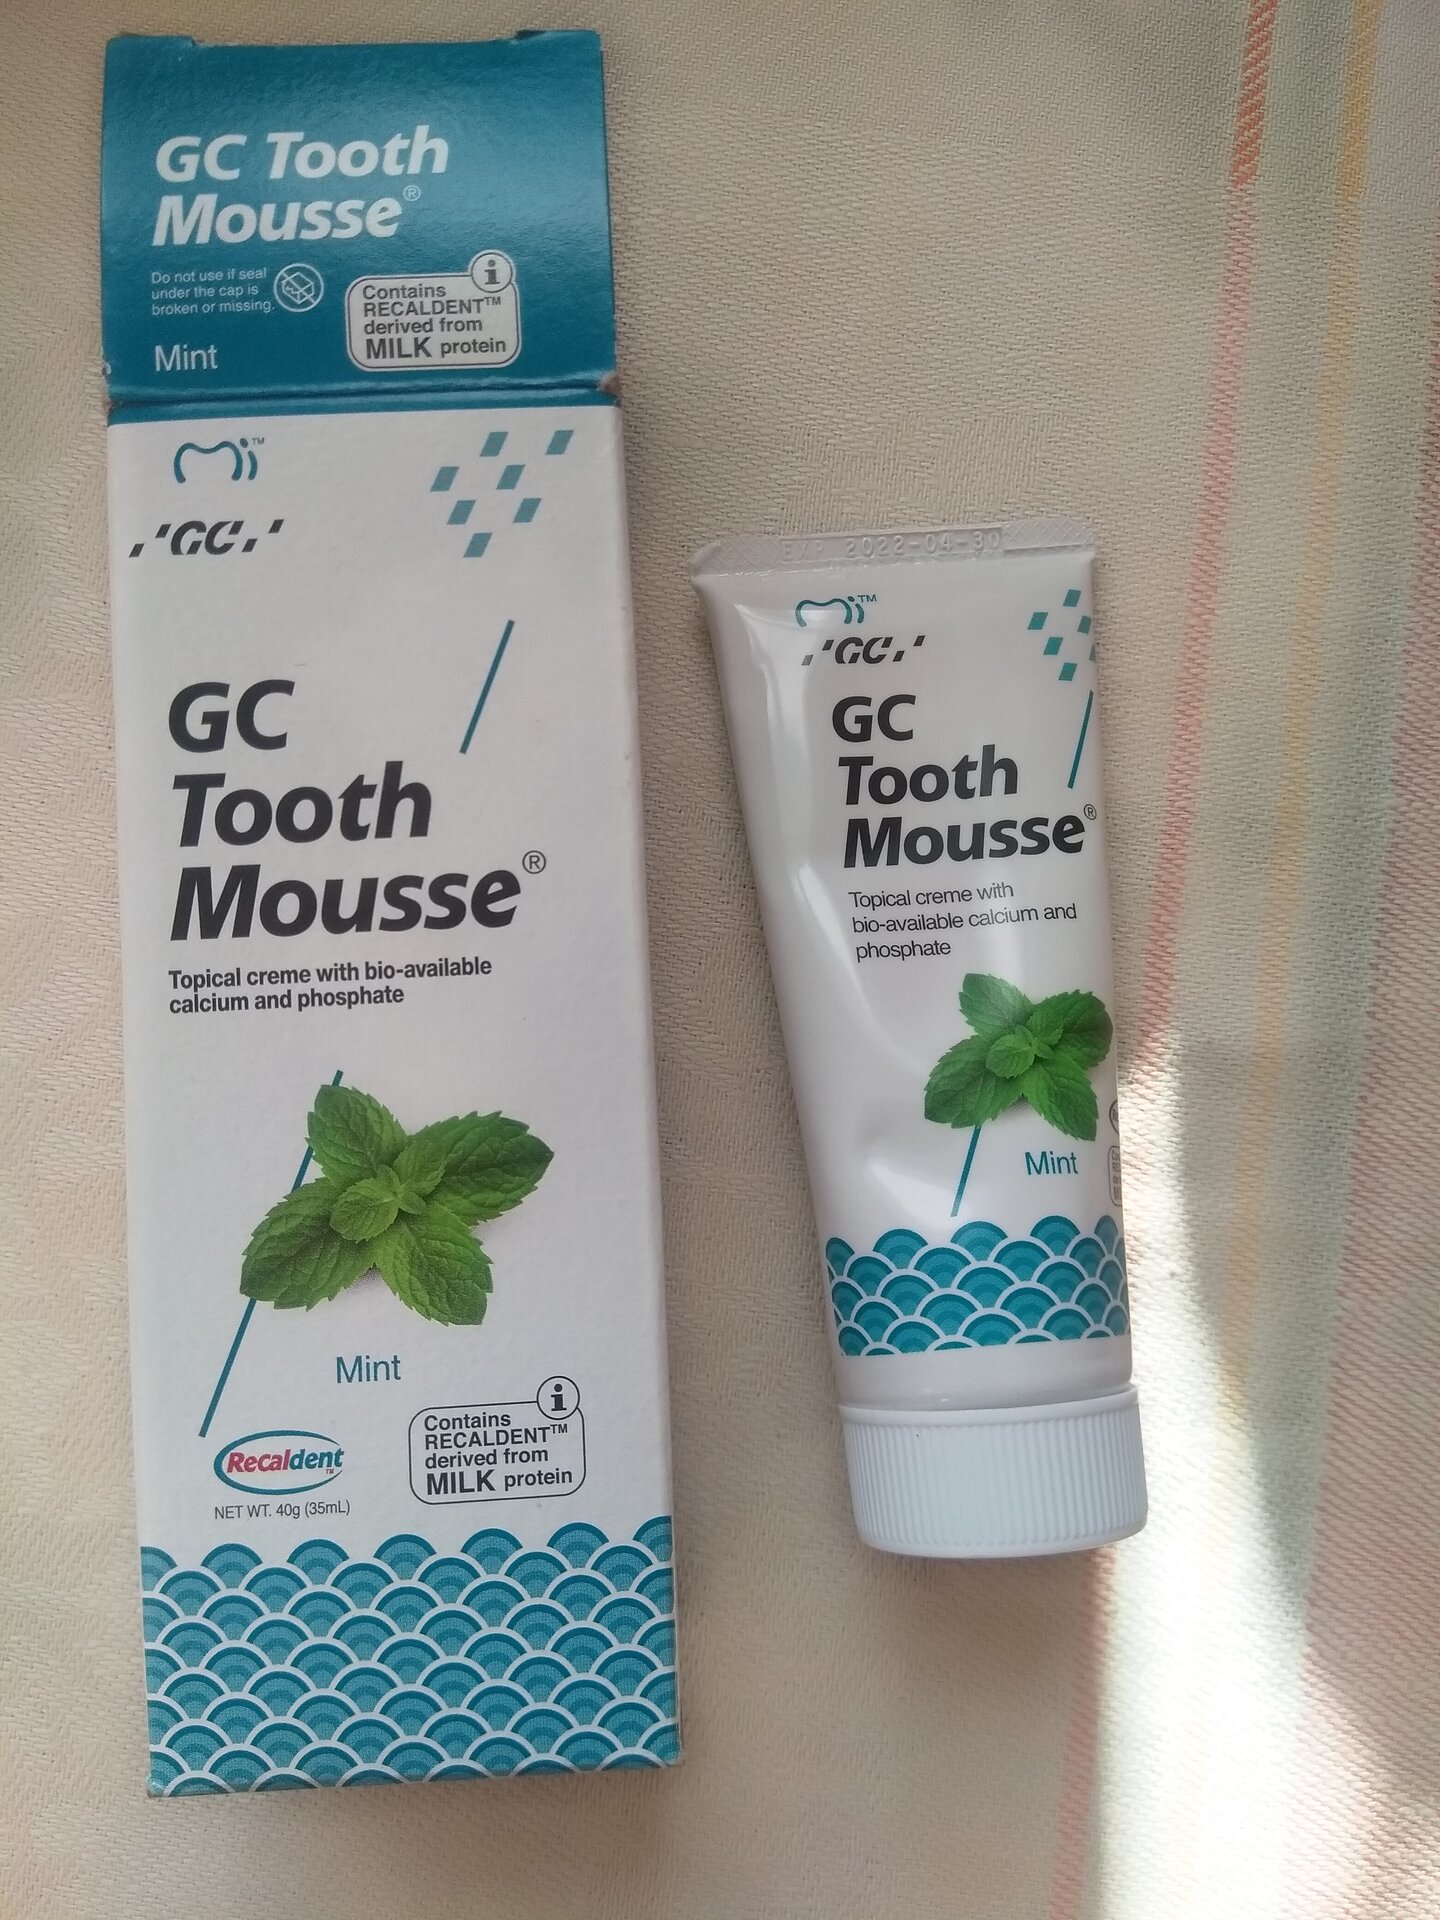 GC Tooth
Mousse®
Do not use if seal
under the cap is
broken or missing.
i
Contains
RECALDENT™
derived from
MILK protein
Mint
Mi™
GC
GC
Tooth
Mousse®
Topical creme with bio-available
calcium and phosphate
Mint
Recaldent™
NET WT. 40g (35mL)
i
Contains
RECALDENT™
derived from
MILK protein
EXP 2022-04-30
Mi™
GC
GC
Tooth
Mousse®
Topical creme with
bio-available calcium and
phosphate
Mint